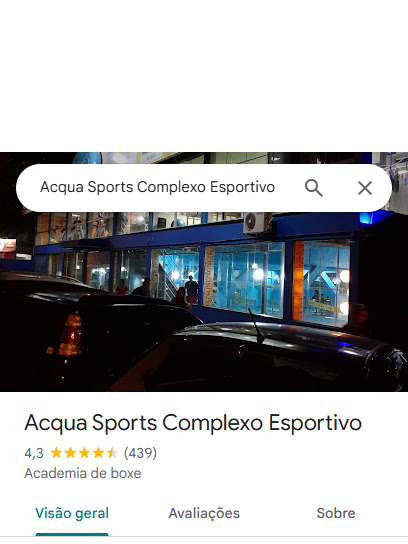 Acqua Sports Complexo Esportivo
Acqua Sports Complexo Esportivo
4,3 (439)
Academia de boxe
Visão geral Avaliações Sobre